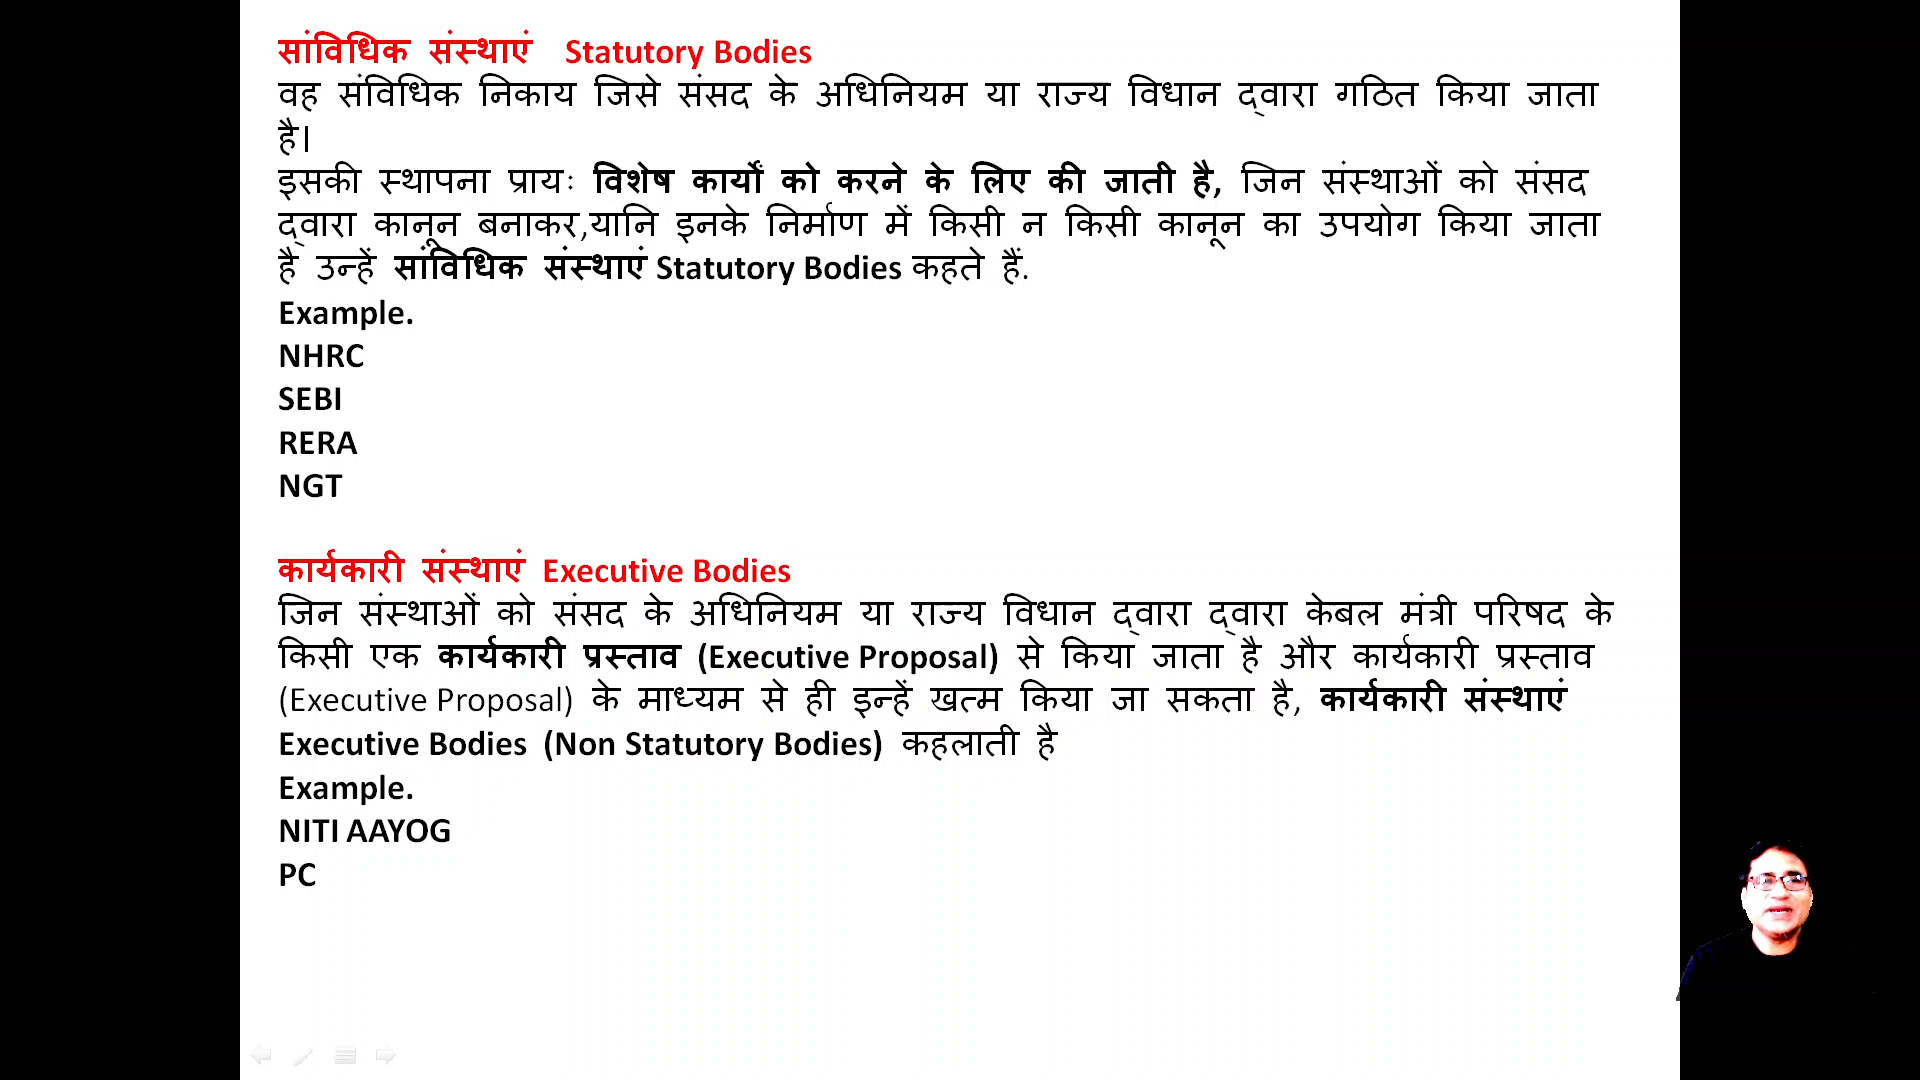 सांविधिक संस्थाएं Statutory Bodies
वह संविधिक निकाय जिसे संसद के अधिनियम या राज्य विधान द्वारा गठित किया जाता
है।
इसकी स्थापना प्रायः विशेष कार्यों को करने के लिए की जाती है, जिन संस्थाओं को संसद
द्वारा कानून बनाकर,यानि इनके निर्माण में किसी न किसी कानून का उपयोग किया जाता
है उन्हें सांविधिक संस्थाएं Statutory Bodies कहते हैं.
Example.
NHRC
SEBI
RERA
NGT
कार्यकारी संस्थाएं Executive Bodies
जिन संस्थाओं को संसद के अधिनियम या राज्य विधान द्वारा द्वारा केबल मंत्री परिषद के
किसी एक कार्यकारी प्रस्ताव (Executive Proposal) से किया जाता है और कार्यकारी प्रस्ताव
(Executive Proposal) के माध्यम से ही इन्हें खत्म किया जा सकता है, कार्यकारी संस्थाएं
Executive Bodies (Non Statutory Bodies) कहलाती है
Example.
NITI AAYOG
PC